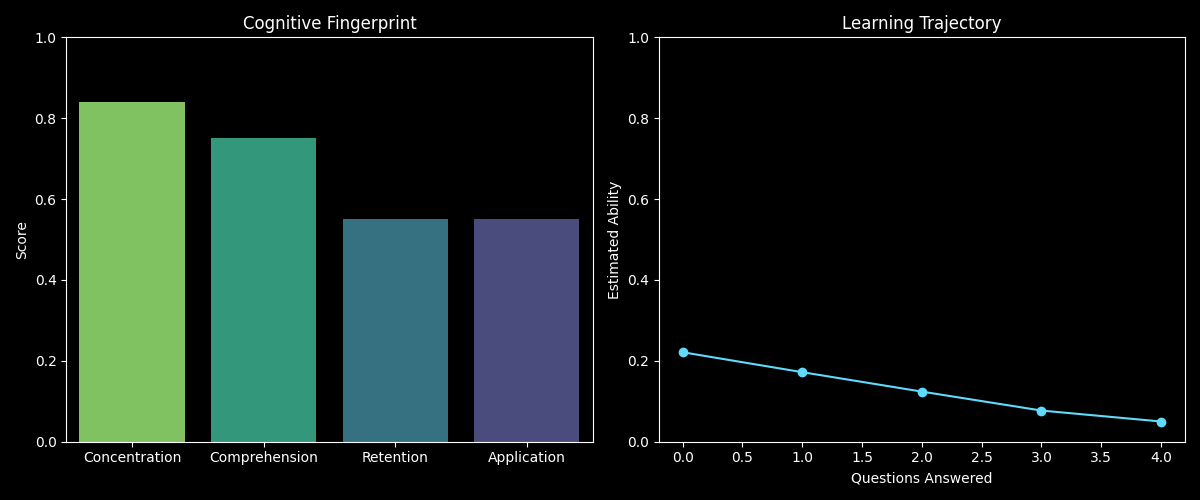 Cognitive Fingerprint
Score
1.0
0.8
0.6
0.4
0.2
0.0
Concentration Comprehension Retention Application
Learning Trajectory
Estimated Ability
1.0
0.8
0.6
0.4
0.2
0.0
0.0 0.5 1.0 1.5 2.0 2.5 3.0 3.5 4.0
Questions Answered